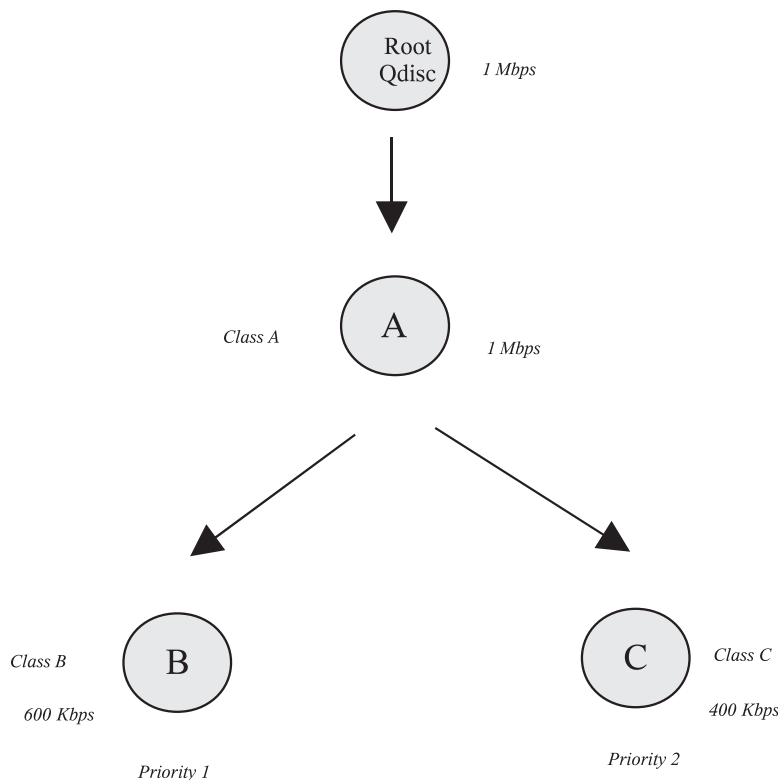 Root
Qdisc
1 Mbps
A
Class A
1 Mbps
B
Class B
600 Kbps
Priority 1
C
Class C
400 Kbps
Priority 2